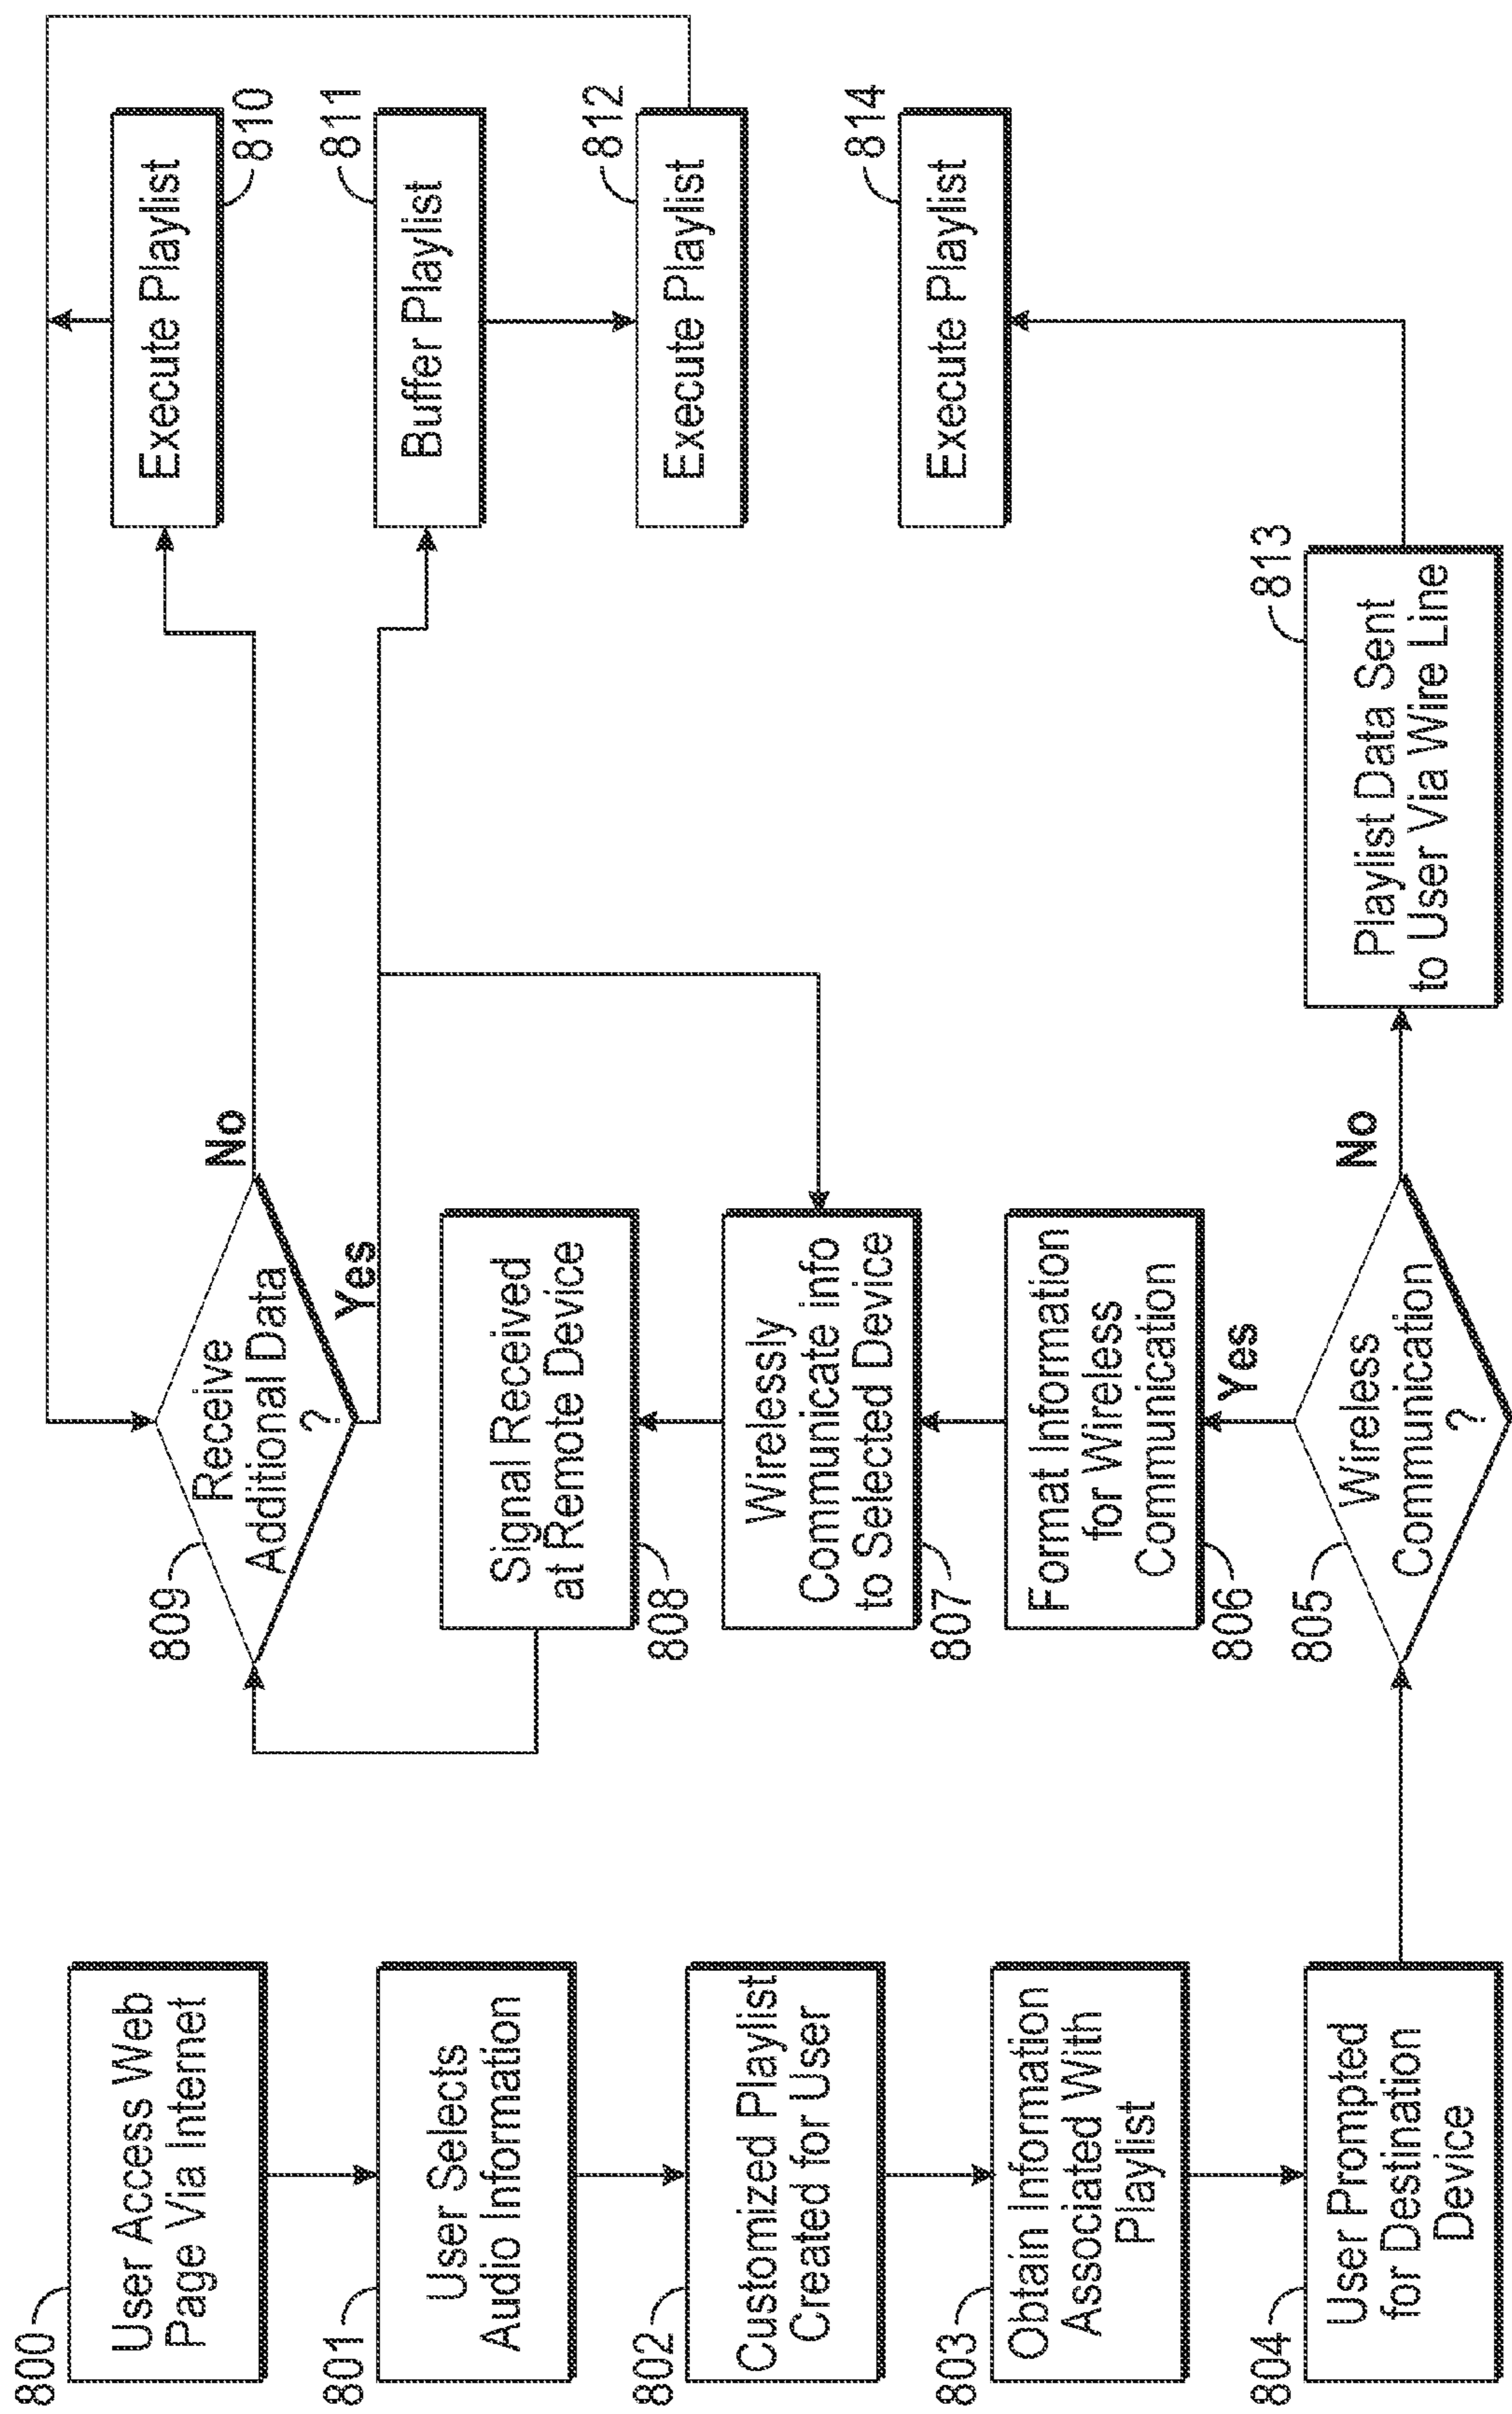 800
User Access Web
Page Via Internet
801
User Selects
Audio Information
802
Customized Playlist
Created for User
803
Obtain Information
Associated With
Playlist
804
User Prompted
for Destination
Device
805
Wireless
Communication
?
Yes
No
806
Format Information
for Wireless
Communication
807
Wirelessly
Communicate info
to Selected Device
808
Signal Received
at Remote Device
809
Receive
Additional Data
?
No
Yes
Execute Playlist
810
811
Buffer Playlist
812
Execute Playlist
813
Playlist Data Sent
to User Via Wire Line
814
Execute Playlist